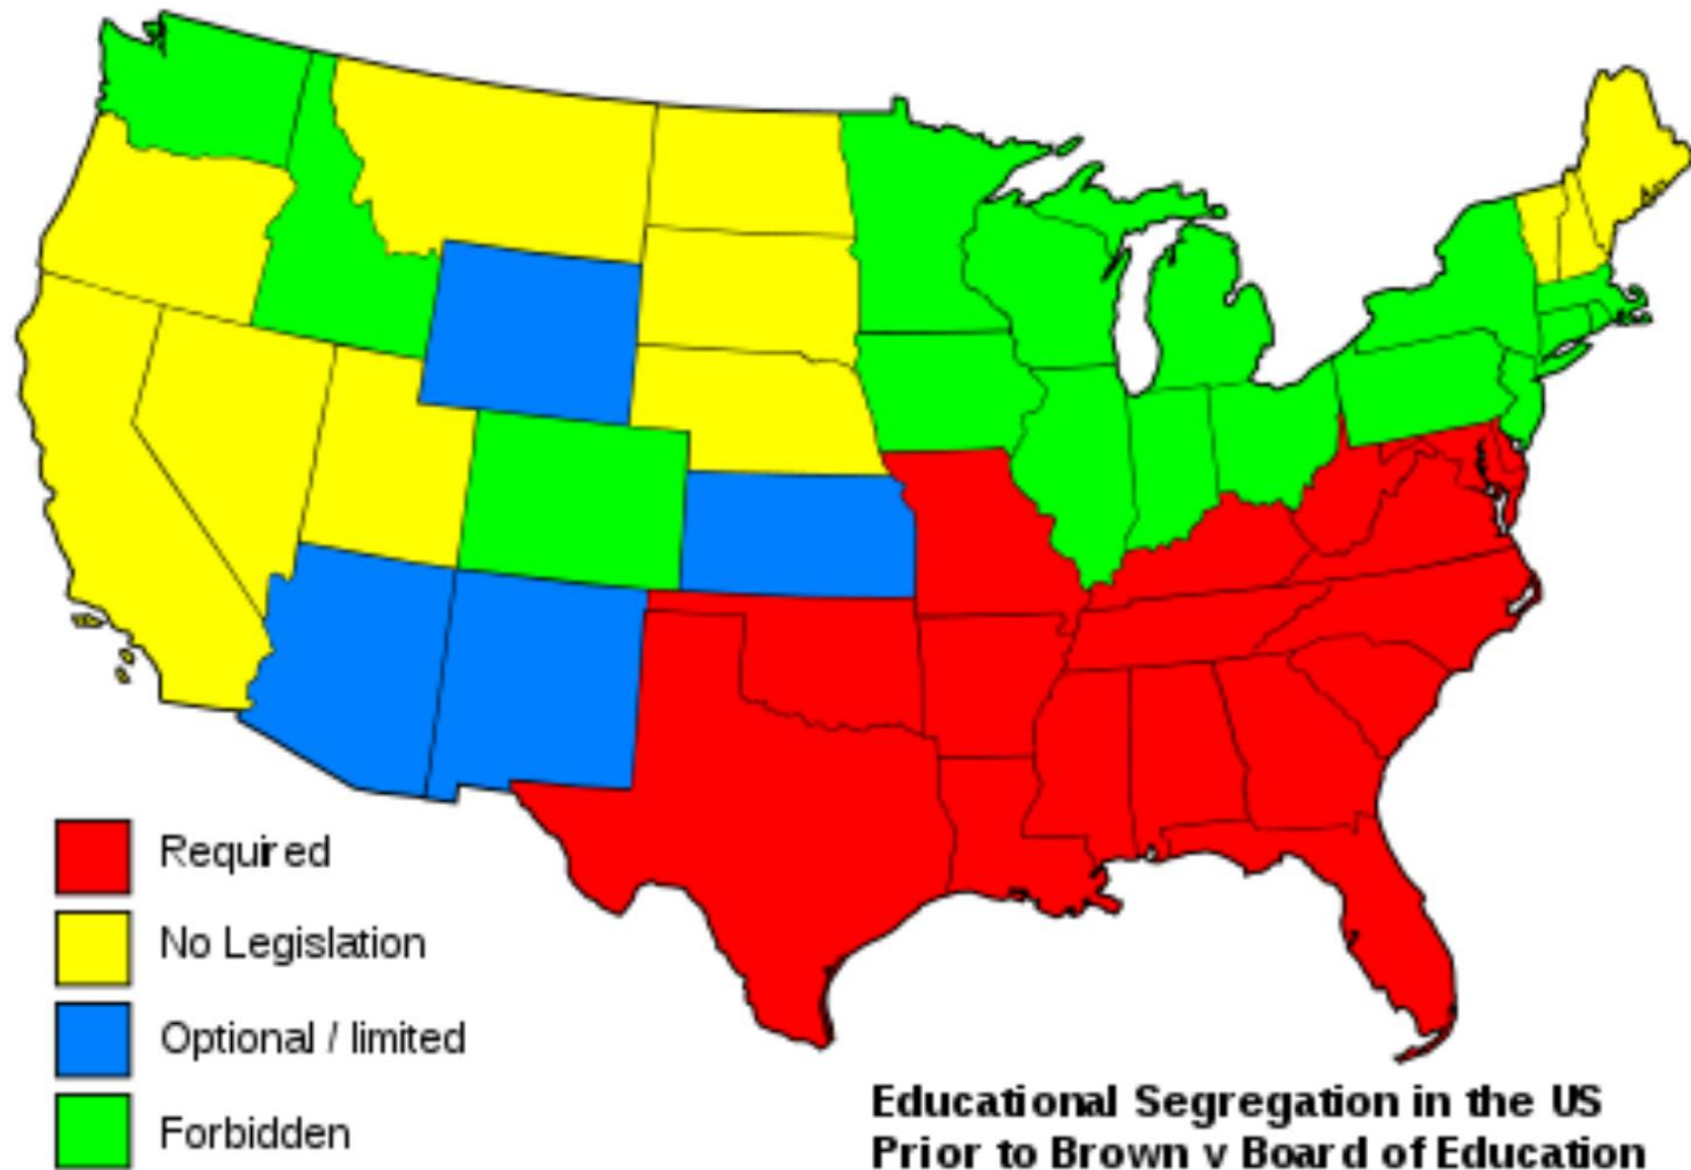 Required
No Legislation
Optional / limited
Forbidden
Educational Segregation in the US
Prior to Brown v Board of Education